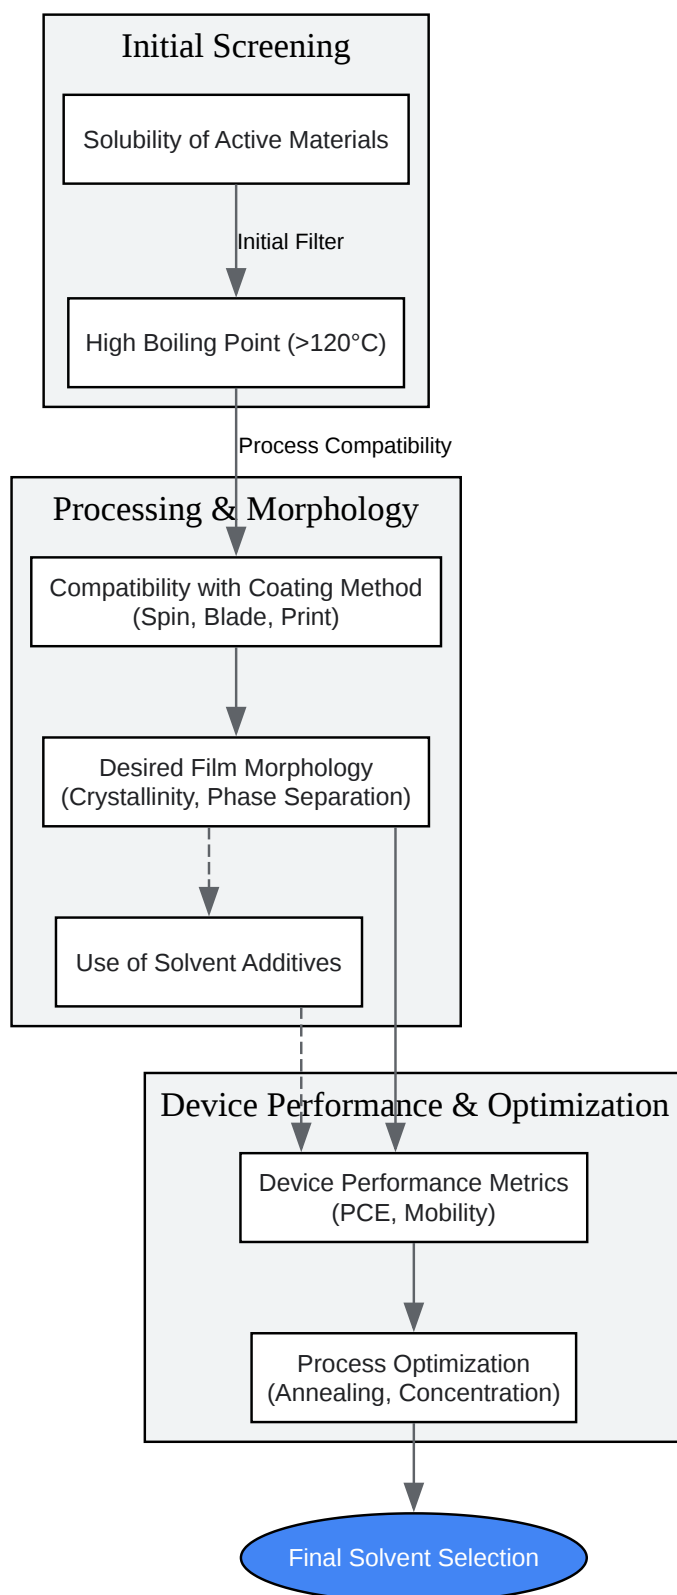 Initial Screening
Solubility of Active Materials
Initial Filter
High Boiling Point (>120°C)
Process Compatibility
Processing & Morphology
Compatibility with Coating Method
(Spin, Blade, Print)
Desired Film Morphology
(Crystallinity, Phase Separation)
Use of Solvent Additives
Device Performance & Optimization
Device Performance Metrics
(PCE, Mobility)
Process Optimization
(Annealing, Concentration)
Final Solvent Selection